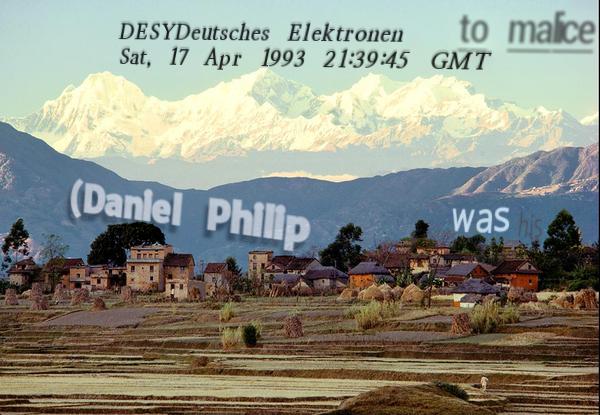 DESYDeutsches Elektronen
Sat, 17 Apr 1993 21:39:45 GMT
to malice
(Daniel Philip
was his